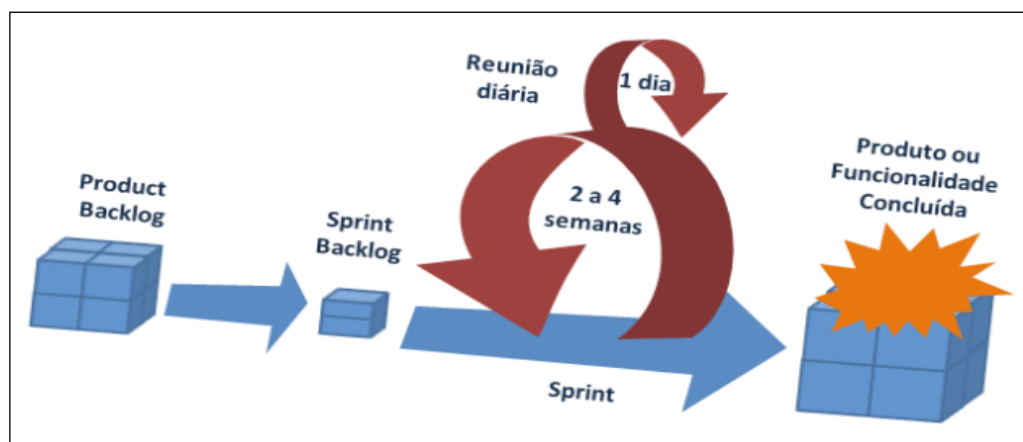 Product
Backlog
Sprint
Backlog
Reunião
diária
1 dia
2 a 4
semanas
Sprint
Produto ou
Funcionalidade
Concluída